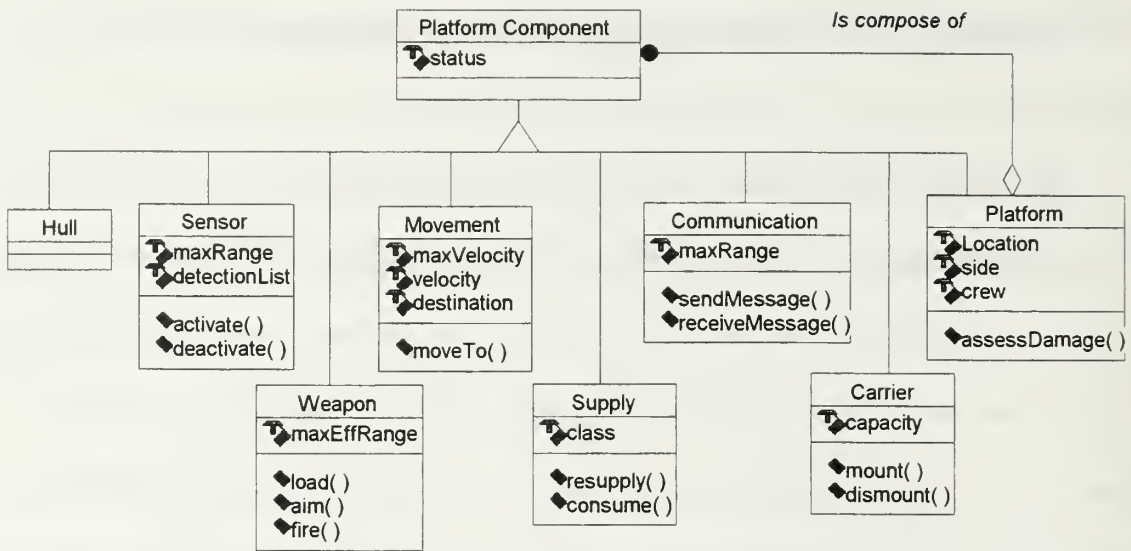 Platform Component
status
Is compose of
Hull
Sensor
maxRange
detectionList
activate( )
deactivate( )
Movement
maxVelocity
velocity
destination
moveTo( )
Communication
maxRange
sendMessage( )
receiveMessage( )
Platform
Location
side
crew
assessDamage( )
Weapon
maxEffRange
load( )
aim( )
fire( )
Supply
class
resupply( )
consume( )
Carrier
capacity
mount( )
dismount( )